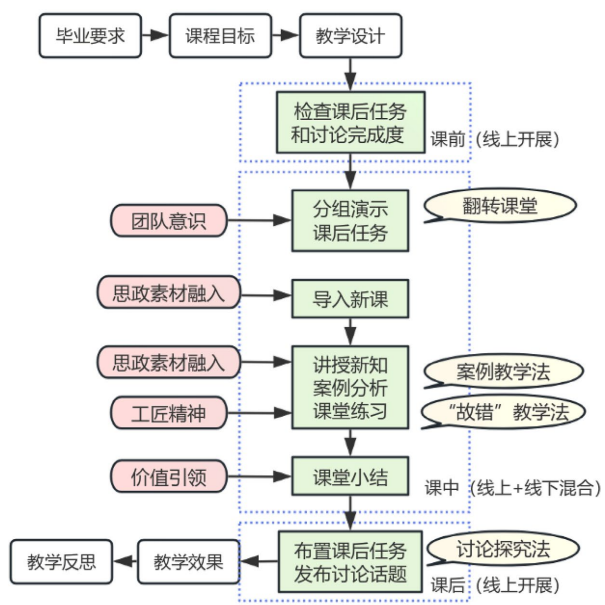 毕业要求
课程目标
教学设计
检查课后任务
和讨论完成度
课前（线上开展）
团队意识
分组演示
课后任务
翻转课堂
思政素材融入
导入新课
思政素材融入
讲授新知
案例分析
课堂练习
案例教学法
工匠精神
“故错”教学法
价值引领
课堂小结
课中（线上+线下混合）
教学反思
教学效果
布置课后任务
发布讨论话题
讨论探究法
课后（线上开展）